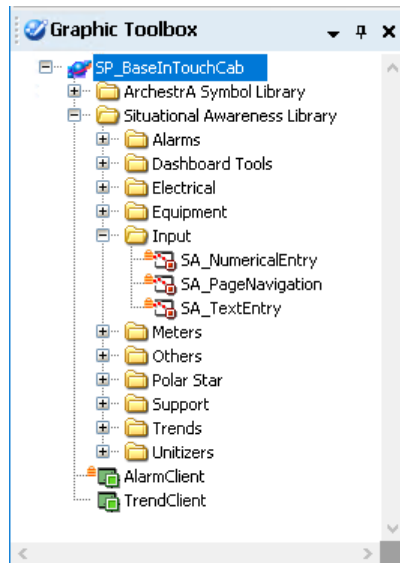 Graphic Toolbox
SP_BaseInTouchCab
ArchestrA Symbol Library
Situational Awareness Library
Alarms
Dashboard Tools
Electrical
Equipment
Input
SA_NumericalEntry
SA_PageNavigation
SA_TextEntry
Meters
Others
Polar Star
Support
Trends
Unitizers
AlarmClient
TrendClient